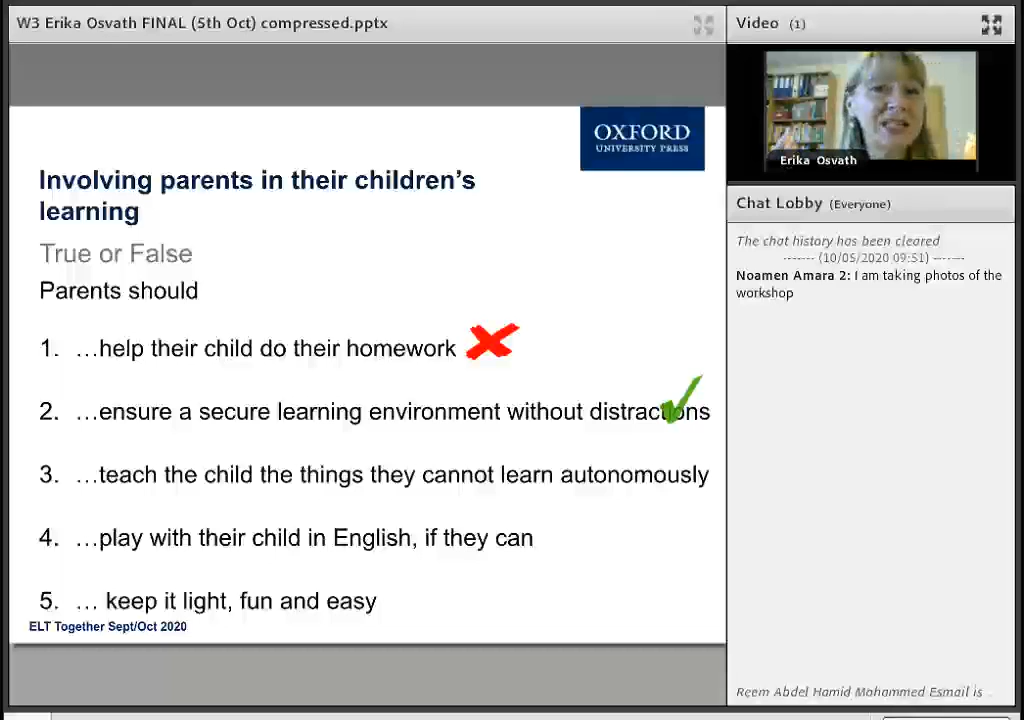 W3 Erika Osvath FINAL (5th Oct) compressed.pptx
OXFORD
UNIVERSITY PRESS
Involving parents in their children's
learning
True or False
Parents should
1. …help their child do their homework
2. …ensure a secure learning environment without distractions
3. …teach the child the things they cannot learn autonomously
4. …play with their child in English, if they can
5. … keep it light, fun and easy
ELT Together Sept/Oct 2020
Video (1)
Erika Osvath
Chat Lobby (Everyone)
The chat history has been cleared
------- (10/05/2020 09:51) -------
Noamen Amara 2: I am taking photos of the
workshop
Reem Abdel Hamid Mohammed Esmail is